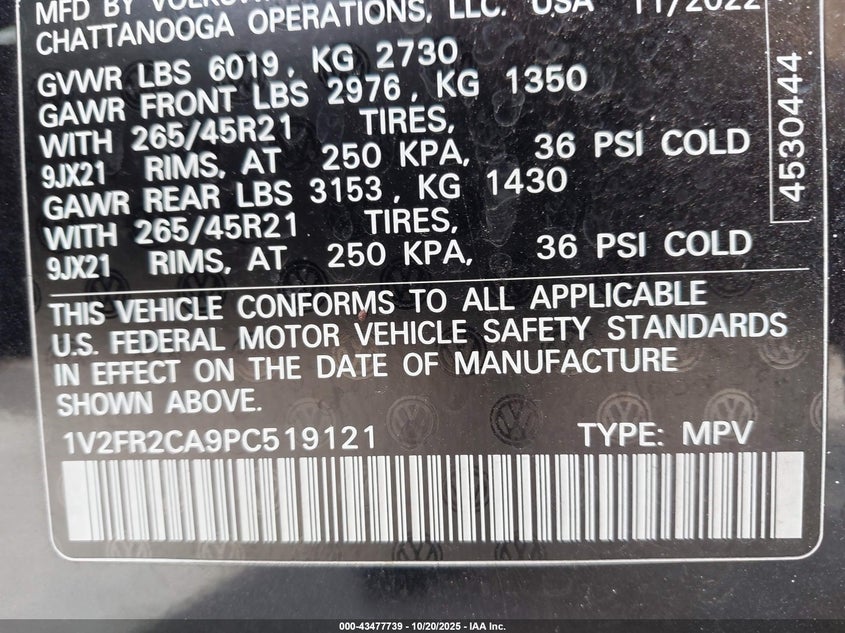 MFD BY VOLKSWAGEN
CHATTANOOGA OPERATIONS, LLC. USA 11/2022
GVWR LBS 6019, KG 2730
GAWR FRONT LBS 2976, KG 1350
WITH 265/45R21 TIRES,
9JX21 RIMS, AT 250 KPA, 36 PSI COLD
GAWR REAR LBS 3153, KG 1430
WITH 265/45R21 TIRES,
9JX21 RIMS, AT 250 KPA, 36 PSI COLD
4530444
THIS VEHICLE CONFORMS TO ALL APPLICABLE
U.S. FEDERAL MOTOR VEHICLE SAFETY STANDARDS
IN EFFECT ON THE DATE OF MANUFACTURE
SHOWN ABOVE.
1V2FR2CA9PC519121 TYPE: MPV
000-43477739 - 10/20/2025 - IAA Inc.